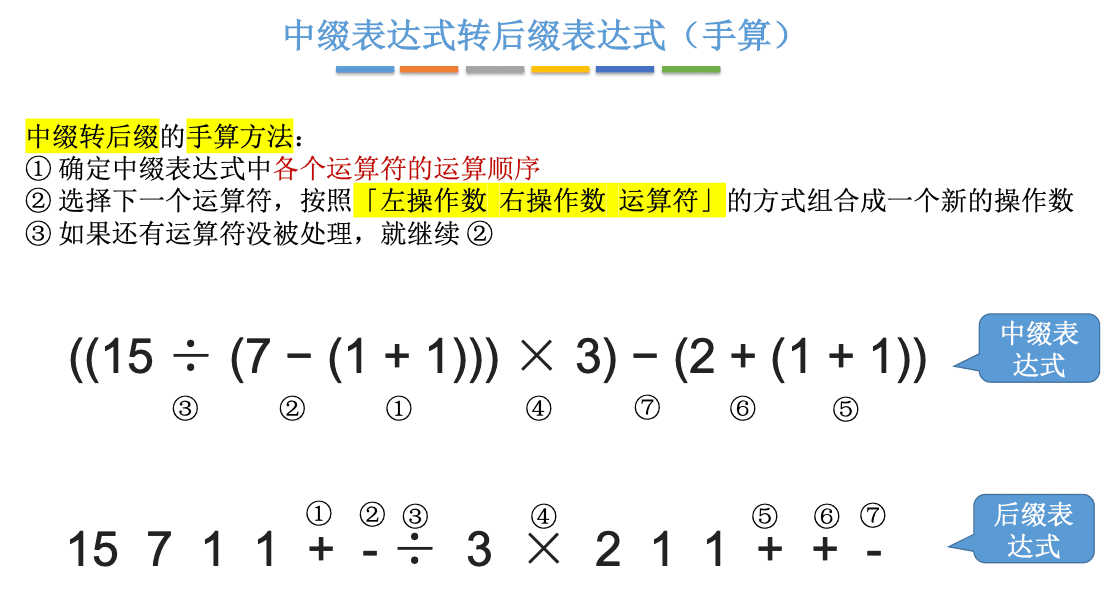 中缀表达式转后缀表达式（手算）
中缀转后缀的手算方法：
① 确定中缀表达式中各个运算符的运算顺序
② 选择下一个运算符，按照「左操作数 右操作数 运算符」的方式组合成一个新的操作数
③ 如果还有运算符没被处理，就继续 ②
((15 ÷ (7 − (1 + 1))) × 3) − (2 + (1 + 1))
中缀表
达式
③ ② ① ④ ⑦ ⑥ ⑤
① ② ③ ④ ⑤ ⑥ ⑦
15 7 1 1 + - ÷ 3 × 2 1 1 + + -
后缀表
达式